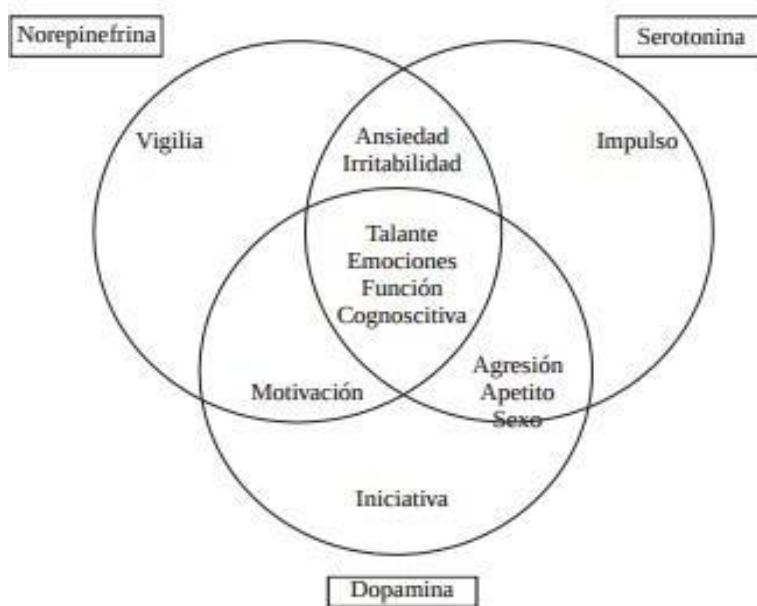 Norepinefrina
Serotonina
Vigilia
Ansiedad
Irritabilidad
Impulso
Talante
Emociones
Función
Cognoscitiva
Motivación
Agresión
Apetito
Sexo
Iniciativa
Dopamina